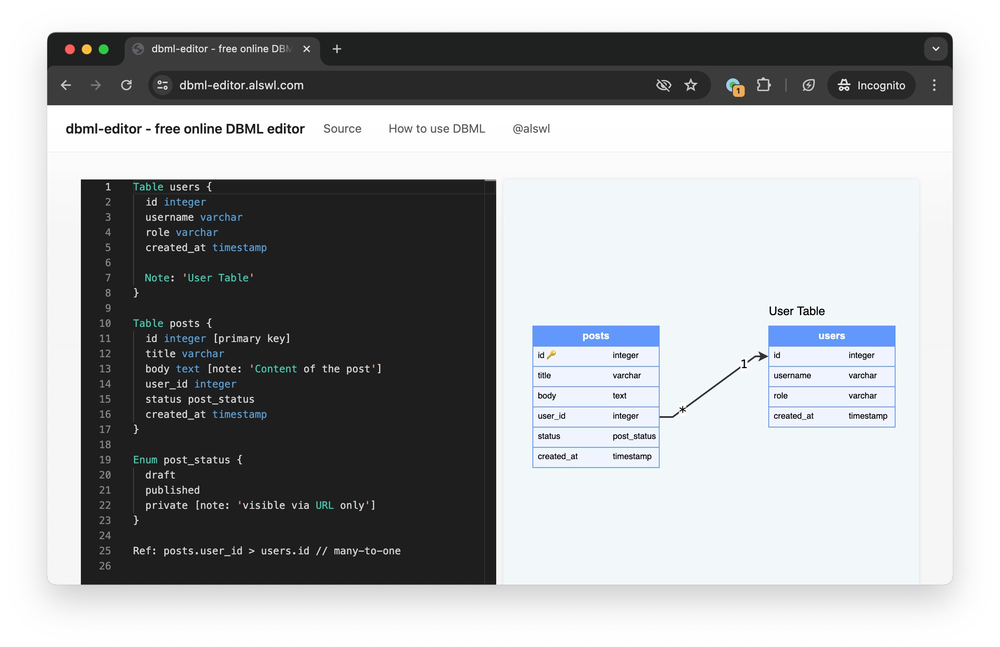 dbml-editor - free online DBM
dbml-editor.alswl.com
1
Incognito
dbml-editor - free online DBML editor
Source
How to use DBML
@alswl
1 Table users {
2 id integer
3 username varchar
4 role varchar
5 created_at timestamp
6
7 Note: 'User Table'
8 }
9
10 Table posts {
11 id integer [primary key]
12 title varchar
13 body text [note: 'Content of the post']
14 user_id integer
15 status post_status
16 created_at timestamp
17 }
18
19 Enum post_status {
20 draft
21 published
22 private [note: 'visible via URL only']
23 }
24
25 Ref: posts.user_id > users.id // many-to-one
26
posts
id 🔑 integer
title varchar
body text
user_id integer
status post_status
created_at timestamp
*
1
User Table
users
id integer
username varchar
role varchar
created_at timestamp